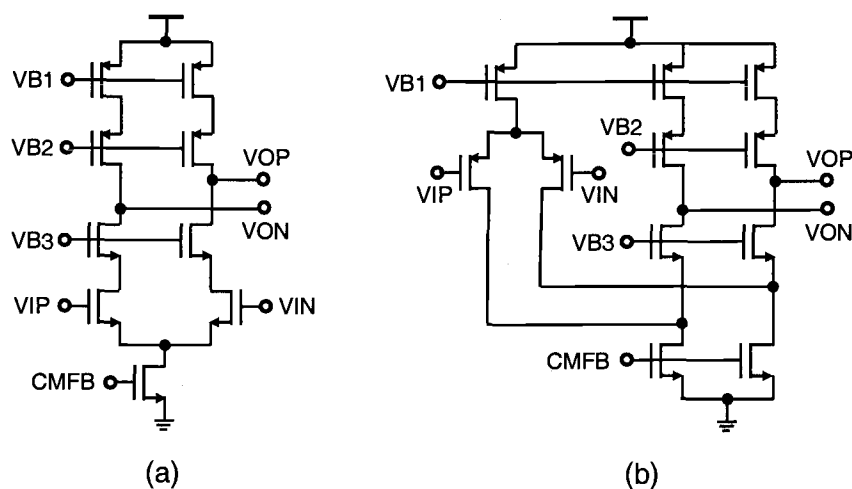 VB1
VB2
VOP
VON
VB3
VIP
VIN
CMFB
(a)
VB1
VB2
VIP
VIN
VOP
VON
VB3
CMFB
(b)